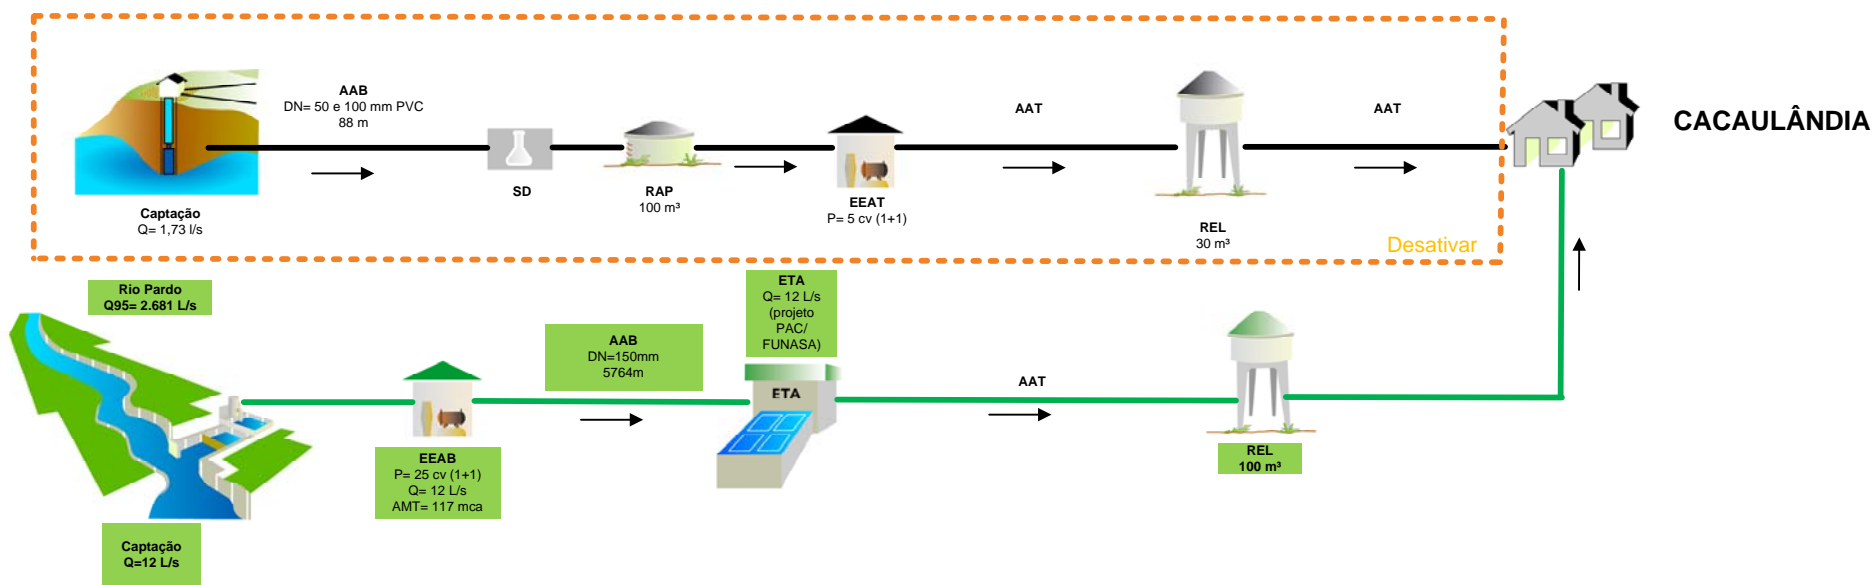 AAB
DN= 50 e 100 mm PVC
88 m
AAT
AAT
CACAULÂNDIA
SD
RAP
100 m³
EEAT
P= 5 cv (1+1)
Captação
Q= 1,73 l/s
REL
30 m³
Desativar
Rio Pardo
Q95= 2.681 L/s
ETA
Q= 12 L/s
(projeto
PAC/
FUNASA)
AAB
DN=150mm
5764m
ETA
AAT
EEAB
P= 25 cv (1+1)
Q= 12 L/s
AMT= 117 mca
REL
100 m³
Captação
Q=12 L/s